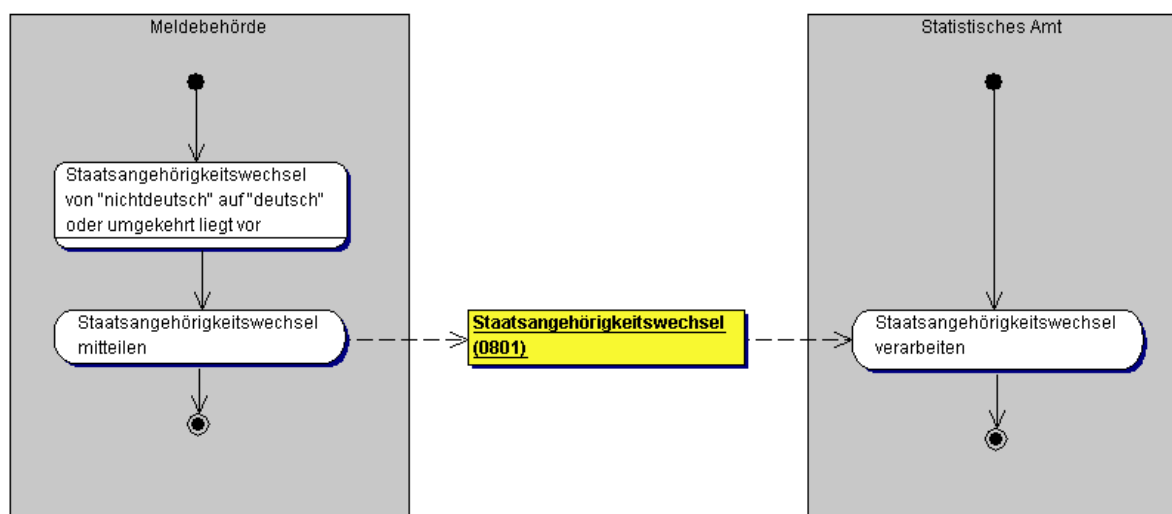 Meldebehörde
Staatsangehörigkeitswechsel
von "nichtdeutsch" auf "deutsch"
oder umgekehrt liegt vor
Staatsangehörigkeitswechsel
mitteilen
Staatsangehörigkeitswechsel
(0801)
Statistisches Amt
Staatsangehörigkeitswechsel
verarbeiten